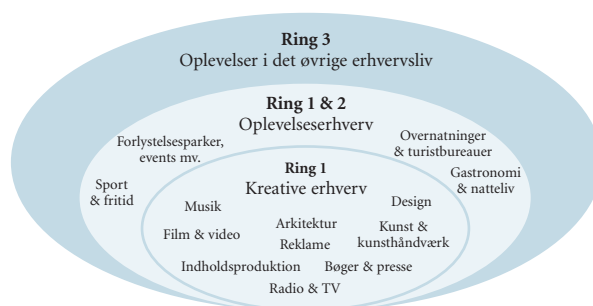 Ring 3
Oplevelser i det øvrige erhvervsliv
Ring 1 & 2
Oplevelseserhverv
Forlystelsesparker,
events mv.
Overnatninger
& turistbureauer
Sport
& fritid
Gastronomi
& natteliv
Ring 1
Kreative erhverv
Musik
Design
Film & video
Arkitektur
Reklame
Kunst &
kunsthåndværk
Indholdsproduktion
Bøger & presse
Radio & TV